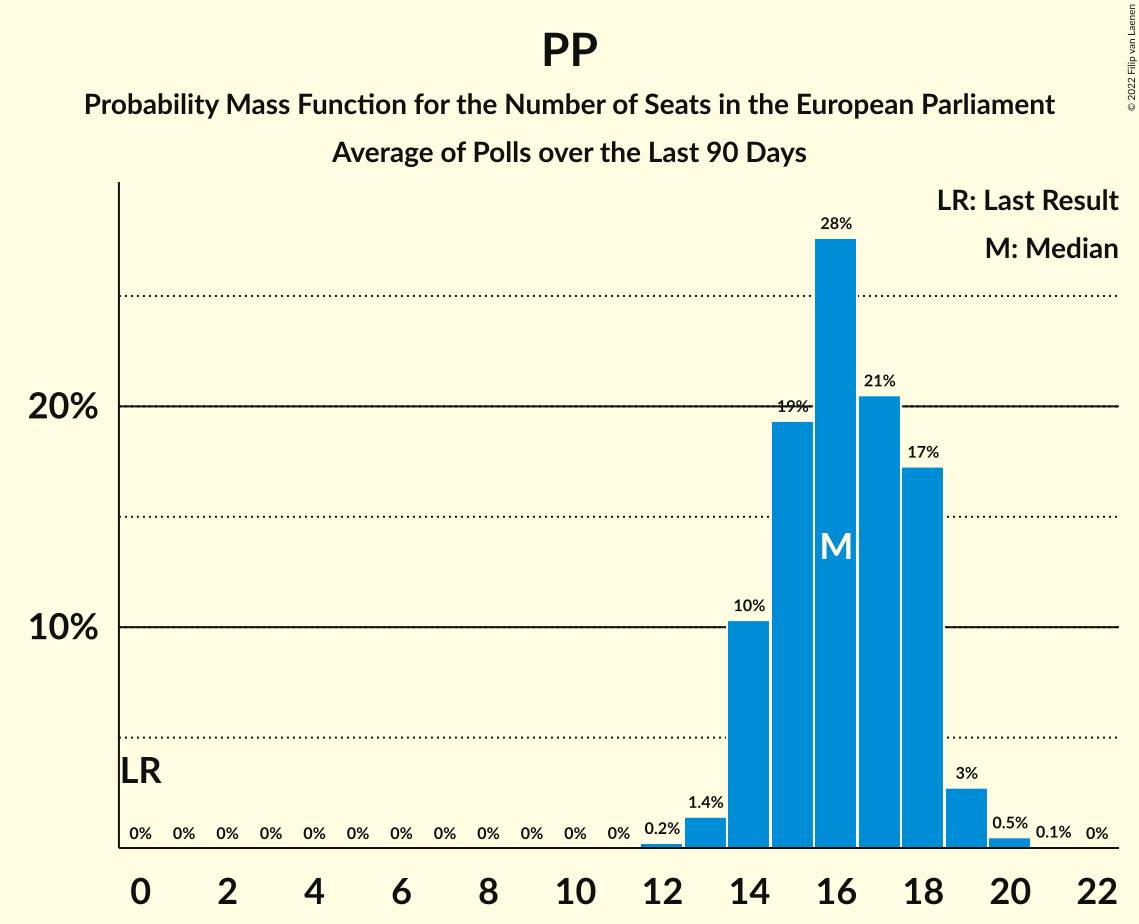 PP
Probability Mass Function for the Number of Seats in the European Parliament
Average of Polls over the Last 90 Days
© 2022 Filip van Laenen
LR: Last Result
M: Median
28%
21%
20%
19%
17%
M
10%
10%
LR
3%
1.4%
0% 0% 0% 0% 0% 0% 0% 0% 0% 0% 0% 0% 0.2% 0.5% 0.1% 0%
0 2 4 6 8 10 12 14 16 18 20 22